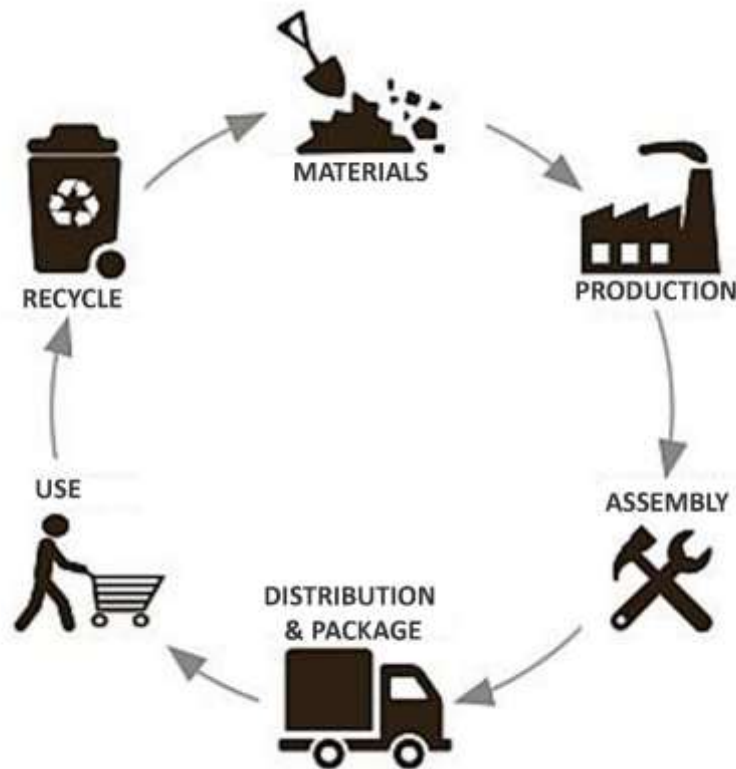 MATERIALS
PRODUCTION
ASSEMBLY
DISTRIBUTION
& PACKAGE
USE
RECYCLE